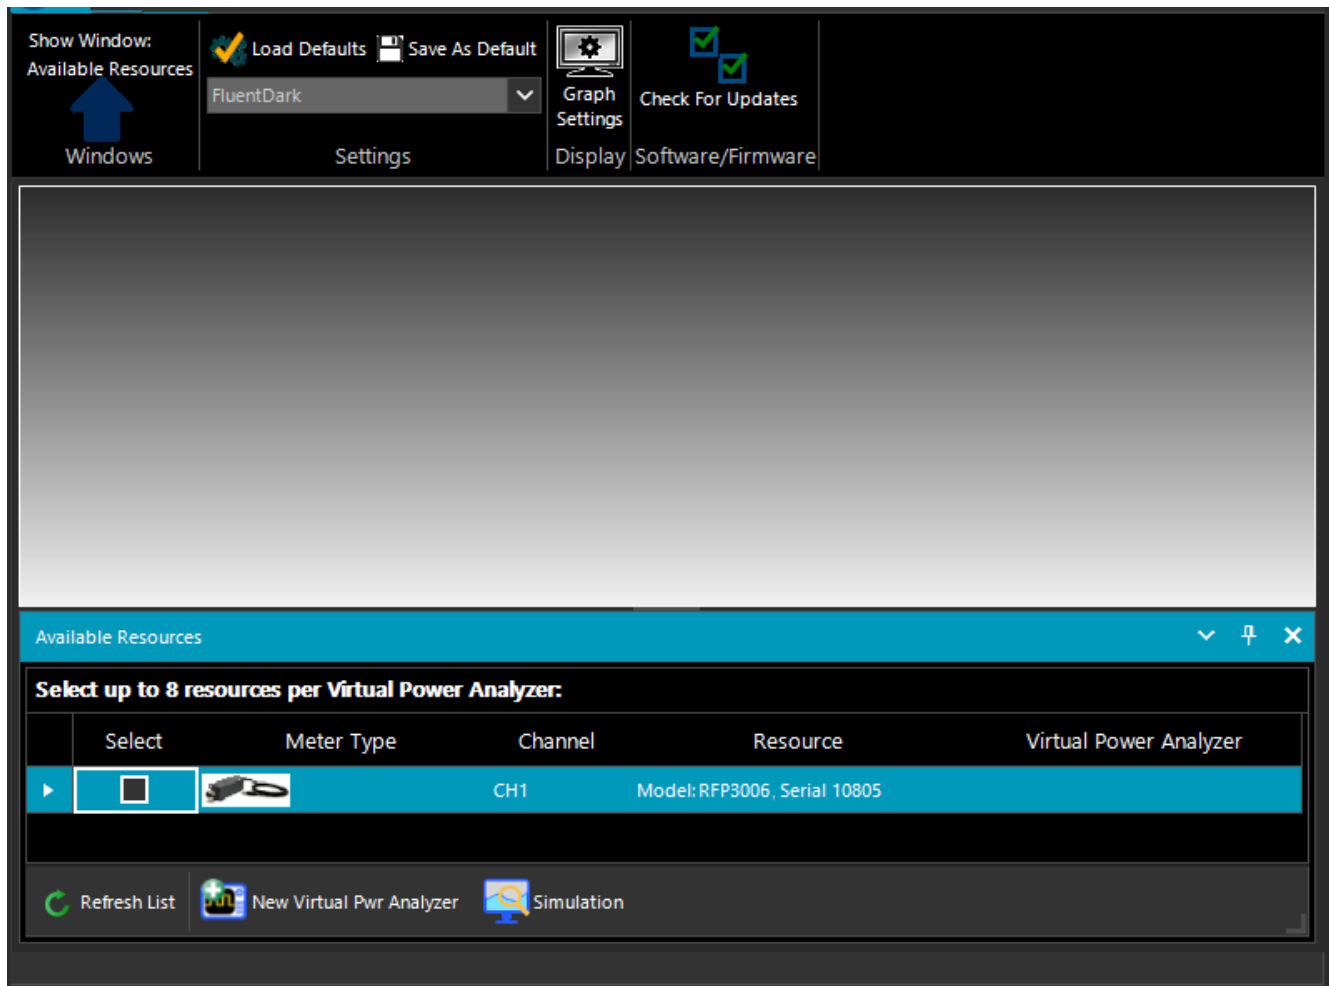 Show Window:
Available Resources
Windows
Load Defaults
Save As Default
FluentDark
Settings
Graph
Settings
Display
Check For Updates
Software/Firmware
Available Resources
Select up to 8 resources per Virtual Power Analyzer:
Select
Meter Type
Channel
Resource
Virtual Power Analyzer
CH1
Model: RFP3006, Serial 10805
Refresh List
New Virtual Pwr Analyzer
Simulation